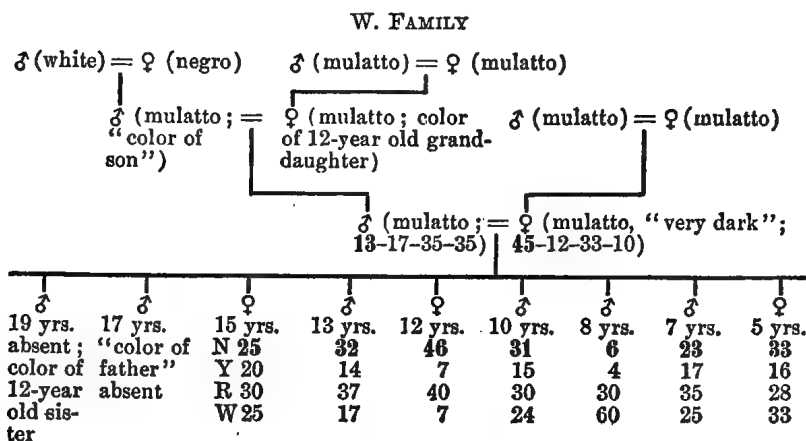 W. FAMILY
♂ (white) = ♀ (negro) ♂ (mulatto) = ♀ (mulatto)
♂ (mulatto ; = ♀ (mulatto; color ♂ (mulatto) = ♀ (mulatto)
"color of of 12-year old grand-
son") daughter)
♂ (mulatto ; = ♀ (mulatto, "very dark";
13-17-35-35) 45-12-33-10)
♂ ♂ ♀ ♂ ♀ ♂ ♂ ♂ ♀
19 yrs. 17 yrs. 15 yrs. 13 yrs. 12 yrs. 10 yrs. 8 yrs. 7 yrs. 5 yrs.
absent; "color of N 25 32 46 31 6 23 33
color of father" Y 20 14 7 15 4 17 16
12-year absent R 30 37 40 30 30 35 28
old sis- W 25 17 7 24 60 25 33
ter